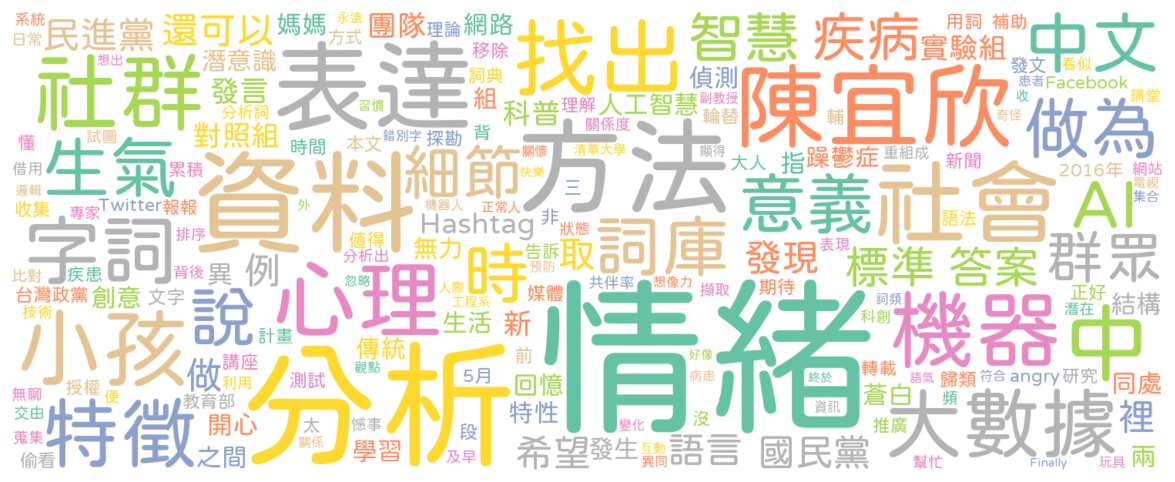 系統
日常
民進黨
還可以
媽媽
永遠
方式
團隊
理論
網路
智慧
疾病
用詞
補助
中文
想出
潛意識
表達
移除
找出
偵測
實驗組
發文
看似
社群
發言
分析詞
習慣
詞典
組
科普
理解
人工智慧
副教授
輪替
陳宜欣
患者
Facebook
收
講堂
奇徑
做為
懂
試圖
對照組
時間
本文
錯別字
探勘
背
關係度
輔
借用
生氣
累積
資料
細節
關懷
快樂
方法
清華大學
顯得
大人
指
躁鬱症
重組成
新聞
2016年
網站
電視
集合
邏輯
收集
專家
Twitter
報報
外
機器人
正常人
三
意義
社會
語法
AI
字詞
排序
Hashtag
非
狀態
詞庫
表現
群眾
異
例
值得
無力
時
告訴
預防
取
發現
標準
答案
比對
疾患
背後
分析出
忽略
人際
工程系
共伴率
想像力
期待
擷取
詞頻
正好
潛在
結構
台灣政黨
技術
創意
文字
心理
媒體
生活
新
科創
小孩
說
計畫
情緒
機器
中
傳統
觀點
前
好像
轉載
講座
無聊
授權
便
做
利用
測試
5月
回憶
病患
終於
語氣
歸類
符合
angry
研究
同處
交由
教育部
分析
特性
沒
資訊
蒼白
頻
大數據
推廣
裡
蒐集
特徵
開心
太
憾事
段
變化
偷看
之間
學習
關係
及早
希望
發生
互動
異同
語言
國民黨
幫忙
Finally
玩具
兩